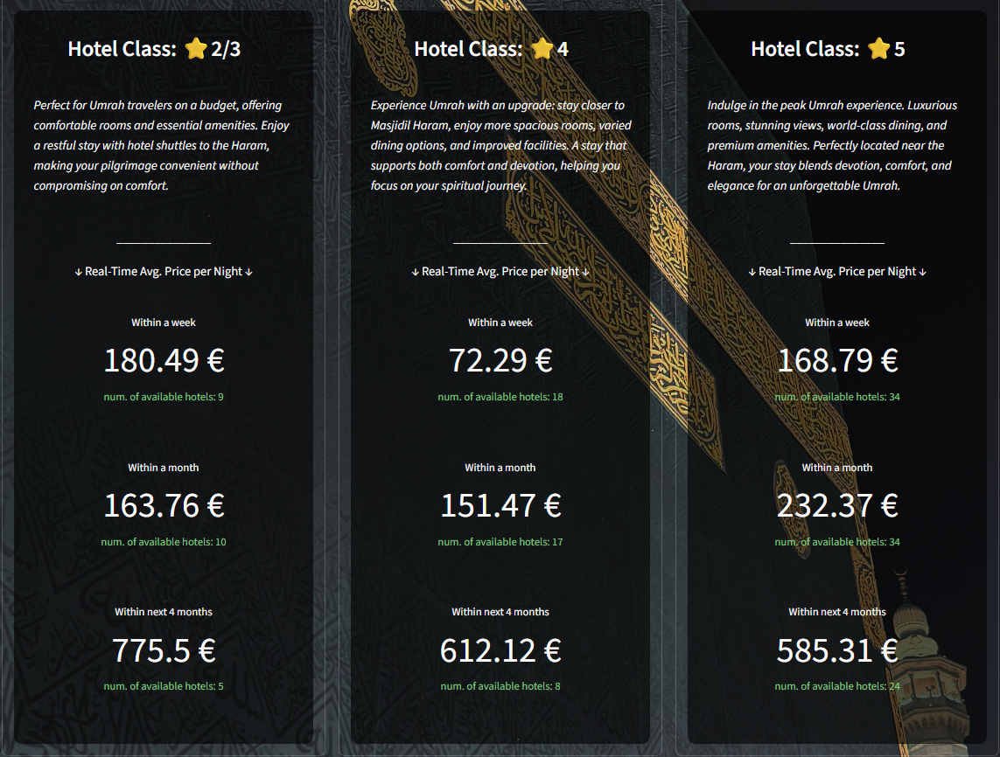 Hotel Class: ⭐ 2/3
Perfect for Umrah travelers on a budget, offering
comfortable rooms and essential amenities. Enjoy
a restful stay with hotel shuttles to the Haram,
making your pilgrimage convenient without
compromising on comfort.
_______________
↓ Real-Time Avg. Price per Night ↓
Within a week
180.49 €
num. of available hotels: 9
Within a month
163.76 €
num. of available hotels: 10
Within next 4 months
775.5 €
num. of available hotels: 5
Hotel Class: ⭐ 4
Experience Umrah with an upgrade: stay closer to
Masjidil Haram, enjoy more spacious rooms, varied
dining options, and improved facilities. A stay that
supports both comfort and devotion, helping you
focus on your spiritual journey.
_______________
↓ Real-Time Avg. Price per Night ↓
Within a week
72.29 €
num. of available hotels: 18
Within a month
151.47 €
num. of available hotels: 17
Within next 4 months
612.12 €
num. of available hotels: 8
Hotel Class: ⭐ 5
Indulge in the peak Umrah experience. Luxurious
rooms, stunning views, world-class dining, and
premium amenities. Perfectly located near the
Haram, your stay blends devotion, comfort, and
elegance for an unforgettable Umrah.
_______________
↓ Real-Time Avg. Price per Night ↓
Within a week
168.79 €
num. of available hotels: 34
Within a month
232.37 €
num. of available hotels: 34
Within next 4 months
585.31 €
num. of available hotels: 24